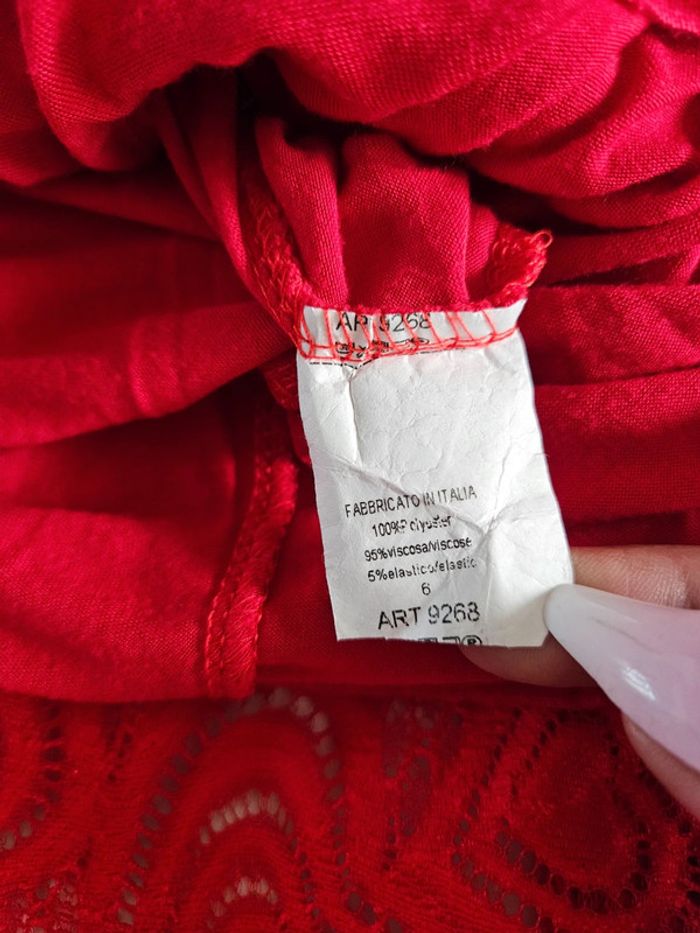 ART 9268
FABBRICATO IN ITALIA
100%Polyester
95%viscosa/viscose
5%elastico/elastic
6
ART 9268
®